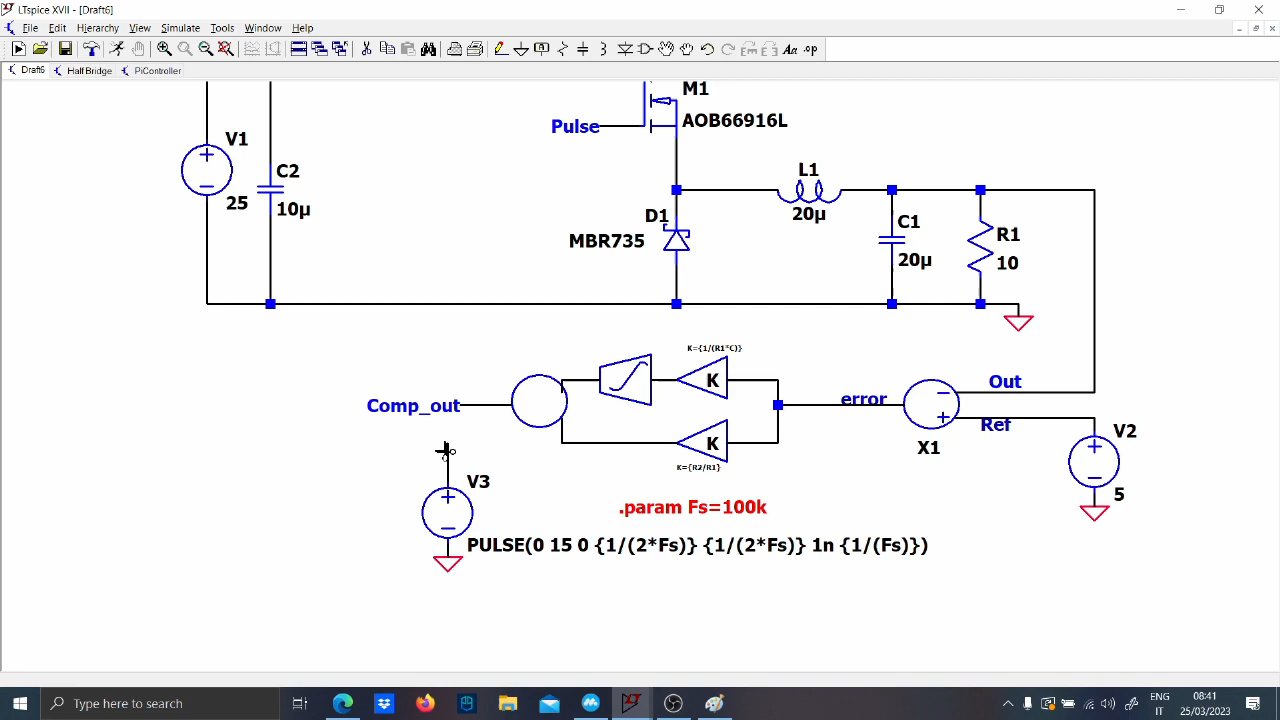 LTspice XVII - [Draft6]
File Edit Hierarchy View Simulate Tools Window Help
Draft6 Half Bridge PiController
M1
AOB66916L
Pulse
V1
25
C2
10µ
L1
20µ
D1
MBR735
C1
20µ
R1
10
K={1/(R1*C)}
K
K
K={R2/R1}
Comp_out
error
Out
Ref
X1
V2
5
V3
.param Fs=100k
PULSE(0 15 0 {1/(2*Fs)} {1/(2*Fs)} 1n {1/(Fs)})
Type here to search
ENG
IT
08:41
25/03/2023